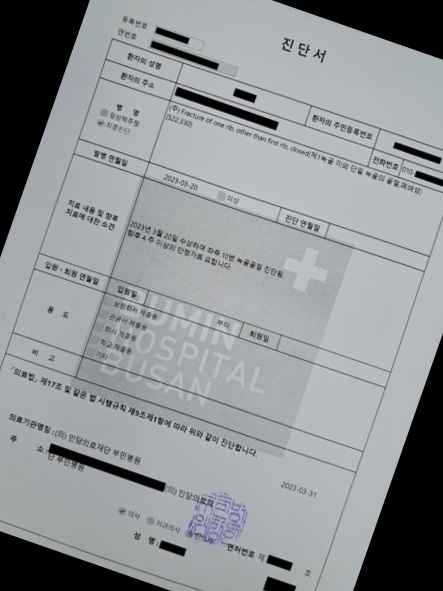 진 단 서
등록번호
연번호
환자의 성명
환자의 주민등록번호
환자의 주소
전화번호 010-
병 명
임상적추정
최종진단
(주) Fracture of one rib, other than first rib, closed(제1늑골 이외 단일 늑골의 골절,폐쇄성)
[S22.330]
발병 연월일
2023-03-20
미상
진단 연월일
치료 내용 및 향후
치료에 대한 소견
2023년 3월 20일 수상하여 좌측 10번 늑골골절 진단됨
향후 4 주 이상의 안정가료 요합니다.
입원・퇴원 연월일
입원일
부터
퇴원일
용 도
보험회사 제출용
관공서 제출용
회사 제출용
학교 제출용
기타
BUMIN
HOSPITAL
BUSAN
비 고
「의료법」 제17조 및 같은 법 시행규칙 제9조제1항에 따라 위와 같이 진단합니다.
2023-03-31
의료기관명칭 : (의) 인당의료재단 부민병원
주 소 :
(의) 인당의료재
단 부민병원
의사
치과의사
한의사
면허번호 제
호
성 명 :